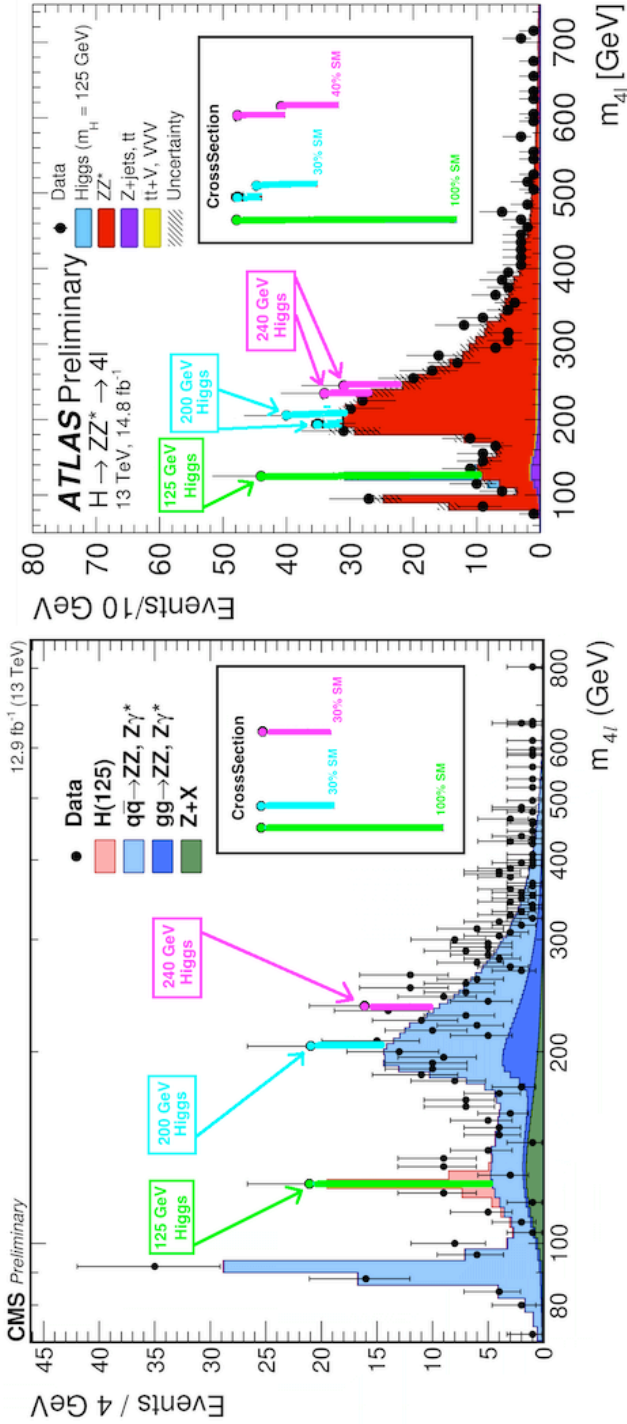 CMS Preliminary
12.9 fb⁻¹ (13 TeV)
Events / 4 GeV
45
40
35
30
25
20
15
10
5
0
Data
H(125)
qq̄→ZZ, Zγ*
gg→ZZ, Zγ*
Z+X
125 GeV
Higgs
200 GeV
Higgs
240 GeV
Higgs
CrossSection
100% SM
30% SM
30% SM
80
100
200
300
400
500
600
800
m4l (GeV)
Events/10 GeV
80
70
60
50
40
30
20
10
0
ATLAS Preliminary
H → ZZ* → 4l
13 TeV, 14.8 fb⁻¹
Data
Higgs (mH = 125 GeV)
ZZ*
Z+jets, tt
tt+V, VVV
Uncertainty
125 GeV
Higgs
200 GeV
Higgs
240 GeV
Higgs
CrossSection
100% SM
30% SM
40% SM
100
200
300
400
500
600
700
m4l [GeV]